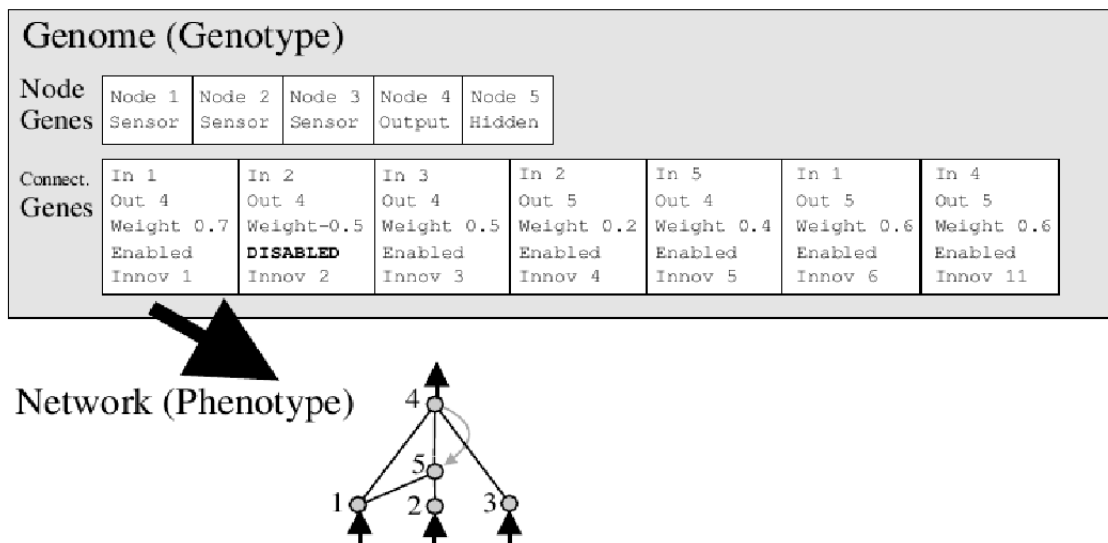 Genome (Genotype)
Node Genes
Node 1 Sensor
Node 2 Sensor
Node 3 Sensor
Node 4 Output
Node 5 Hidden
Connect. Genes
In 1
Out 4
Weight 0.7
Enabled
Innov 1
In 2
Out 4
Weight-0.5
DISABLED
Innov 2
In 3
Out 4
Weight 0.5
Enabled
Innov 3
In 2
Out 5
Weight 0.2
Enabled
Innov 4
In 5
Out 4
Weight 0.4
Enabled
Innov 5
In 1
Out 5
Weight 0.6
Enabled
Innov 6
In 4
Out 5
Weight 0.6
Enabled
Innov 11
Network (Phenotype)
4
5
1
2
3